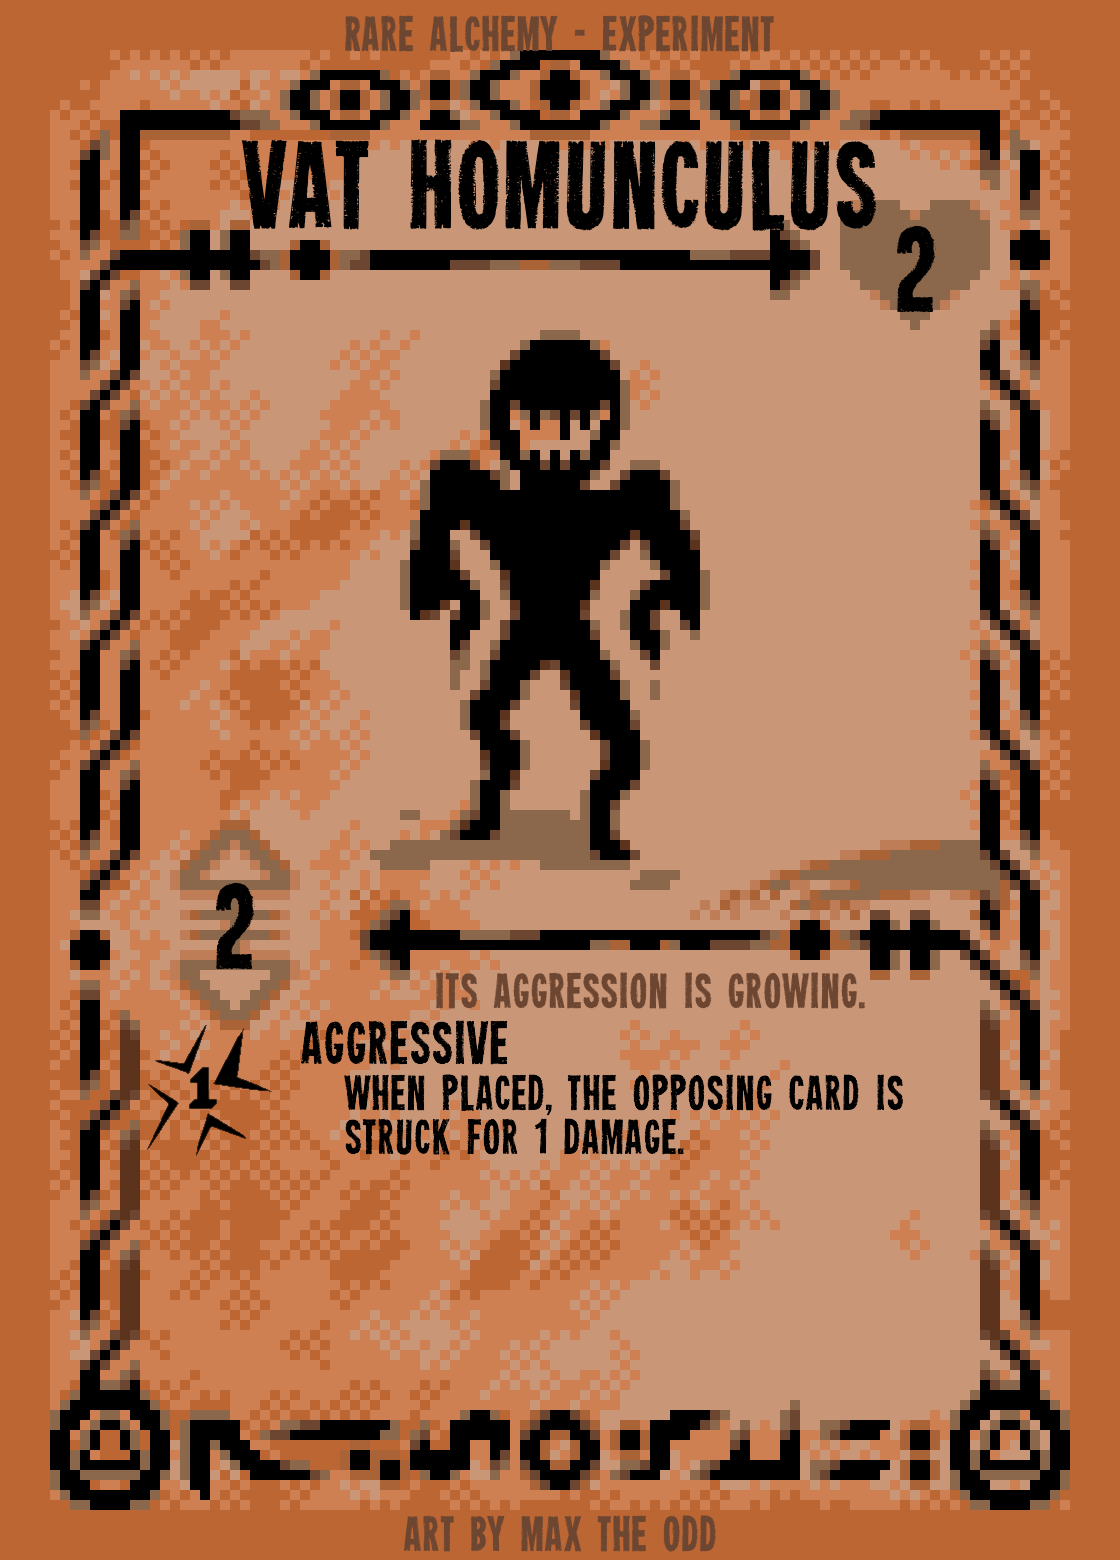 RARE ALCHEMY - EXPERIMENT
VAT HOMUNCULUS
2
2
ITS AGGRESSION IS GROWING.
AGGRESSIVE
1
WHEN PLACED, THE OPPOSING CARD IS
STRUCK FOR 1 DAMAGE.
ART BY MAX THE ODD